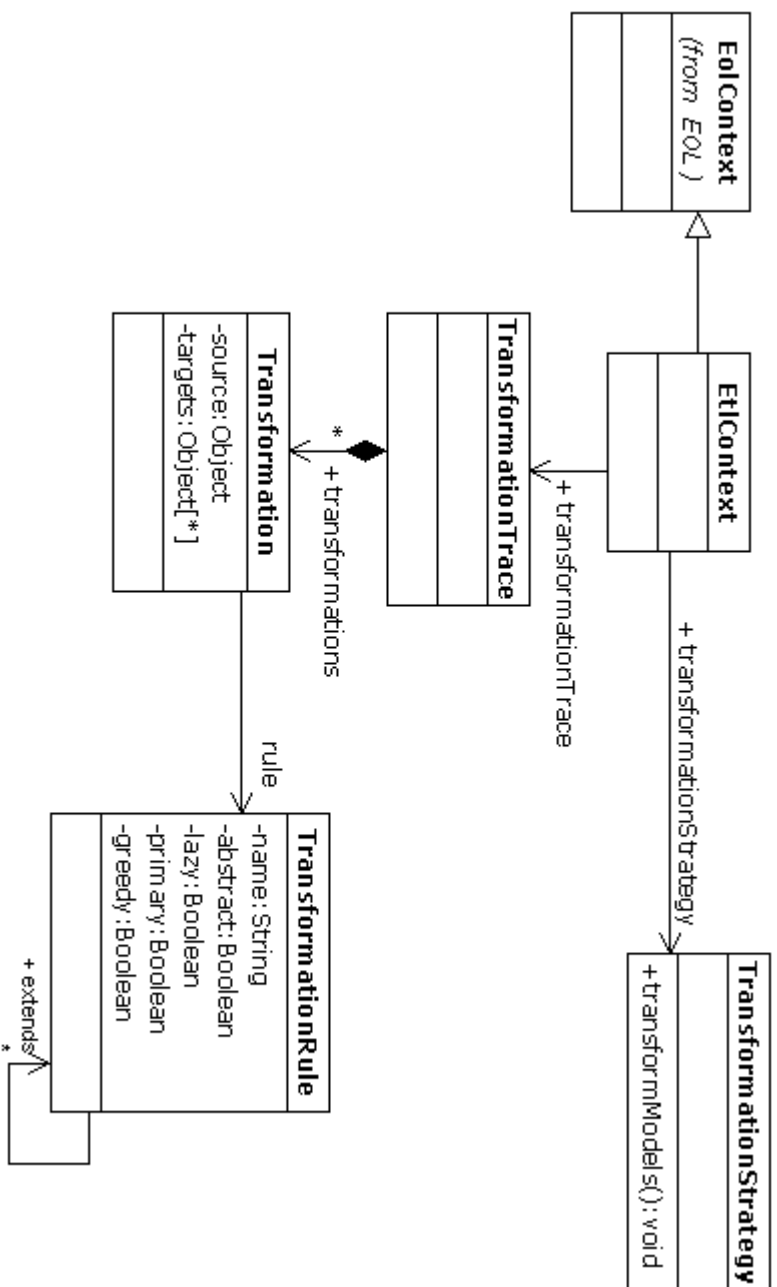 EolContext
(from EOL)
EtlContext
+ transformationStrategy
TransformationStrategy
+transformModels(): void
+ transformationTrace
TransformationTrace
*
+ transformations
Transformation
-source: Object
-targets: Object[*]
rule
TransformationRule
-name: String
-abstract: Boolean
-lazy: Boolean
-primary: Boolean
-greedy: Boolean
+ extends
*